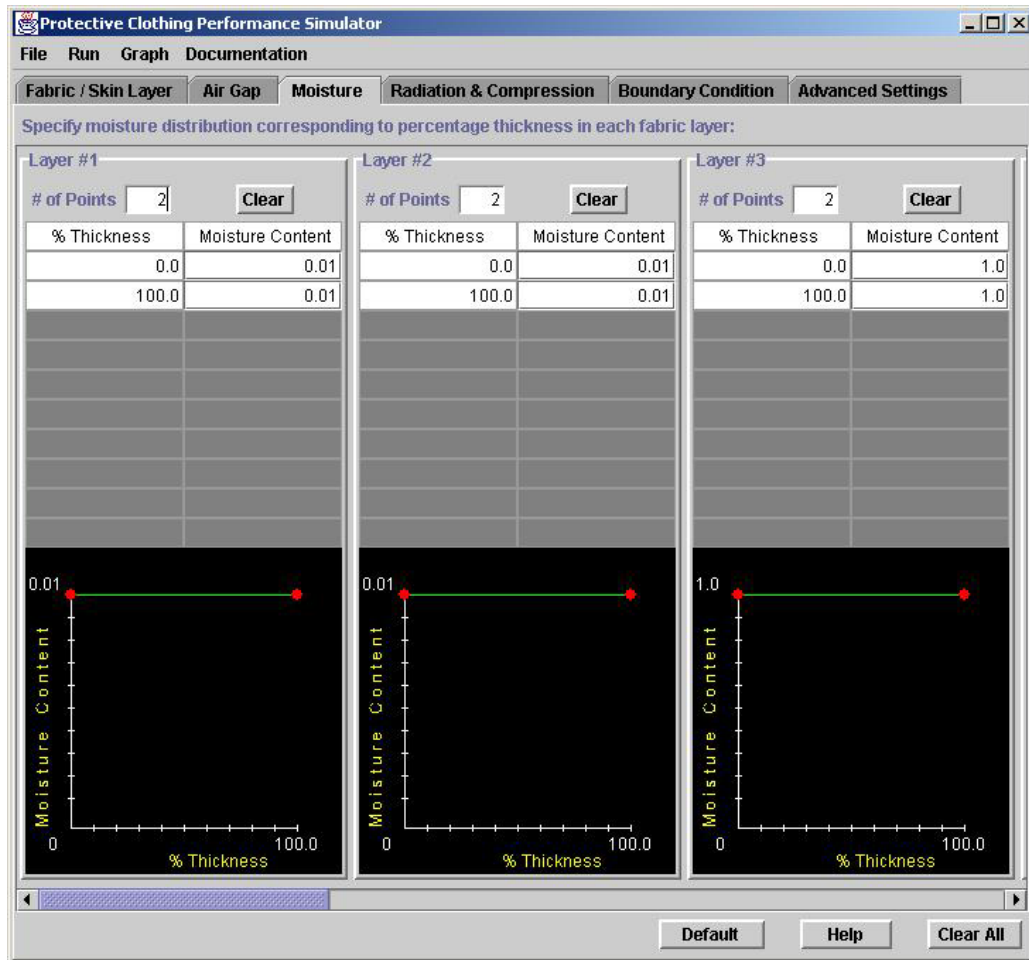 Protective Clothing Performance Simulator
File Run Graph Documentation
Fabric / Skin Layer Air Gap Moisture Radiation & Compression Boundary Condition Advanced Settings
Specify moisture distribution corresponding to percentage thickness in each fabric layer:
Layer #1
# of Points 2 Clear
% Thickness Moisture Content
0.0 0.01
100.0 0.01
0.01
Moisture Content
0 100.0
% Thickness
Layer #2
# of Points 2 Clear
% Thickness Moisture Content
0.0 0.01
100.0 0.01
0.01
Moisture Content
0 100.0
% Thickness
Layer #3
# of Points 2 Clear
% Thickness Moisture Content
0.0 1.0
100.0 1.0
1.0
Moisture Content
0 100.0
% Thickness
Default Help Clear All